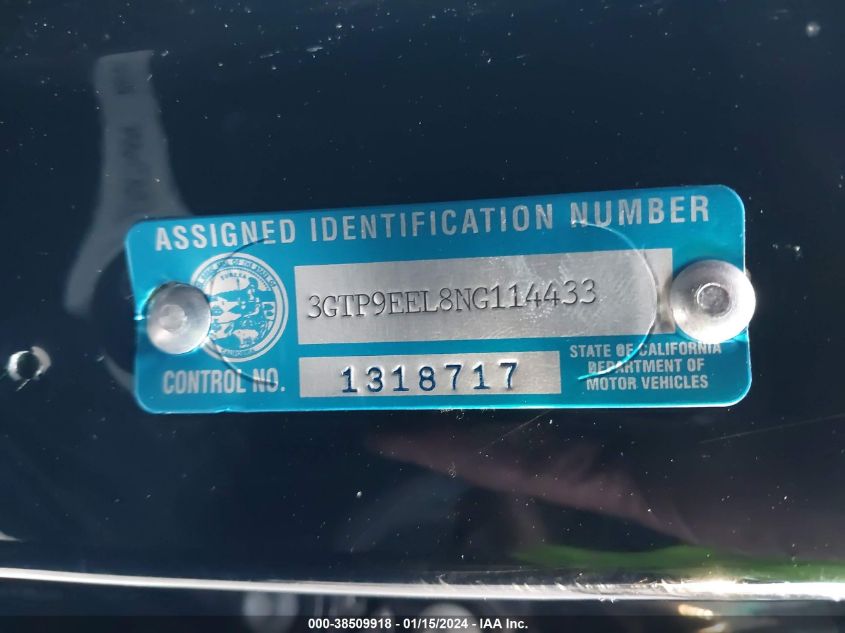 ASSIGNED IDENTIFICATION NUMBER
3GTP9EEL8NG114433
CONTROL NO. 1318717
STATE OF CALIFORNIA
DEPARTMENT OF
MOTOR VEHICLES
000-38509918 - 01/15/2024 - IAA Inc.